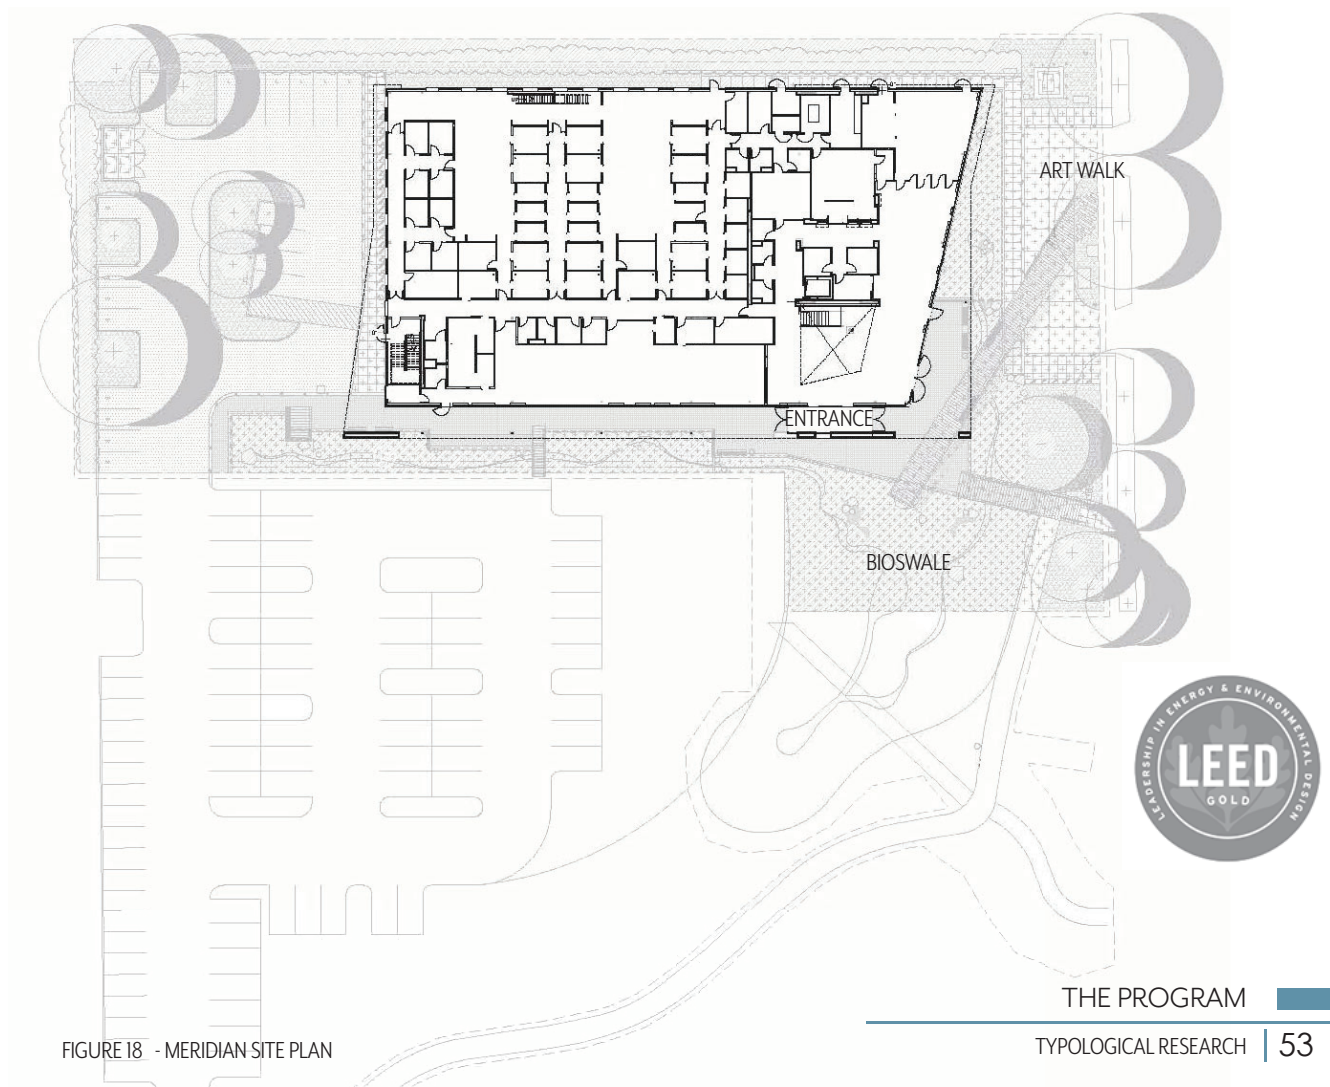 ART WALK
ENTRANCE
BIOSWALE
LEADERSHIP IN ENERGY & ENVIRONMENTAL DESIGN
LEED
GOLD
THE PROGRAM
FIGURE 18 - MERIDIAN SITE PLAN
TYPOLOGICAL RESEARCH 53